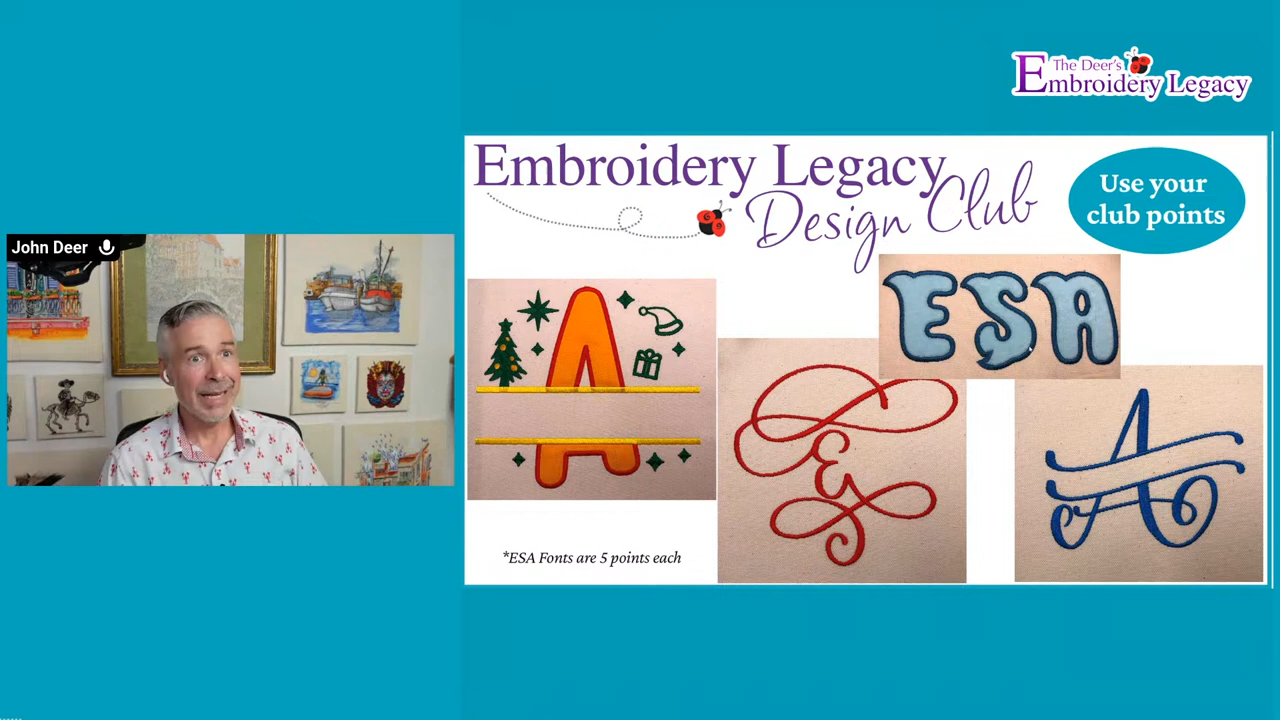 The Deer's
Embroidery Legacy
Embroidery Legacy
Design Club
Use your
club points
John Deer
ESA
A
E
A
*ESA Fonts are 5 points each